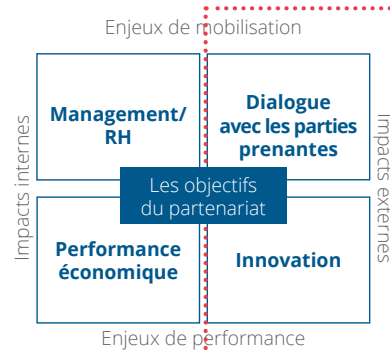 Enjeux de mobilisation
Impacts internes
Management/
RH
Dialogue
avec les parties
prenantes
Impacts externes
Les objectifs
du partenariat
Performance
économique
Innovation
Enjeux de performance